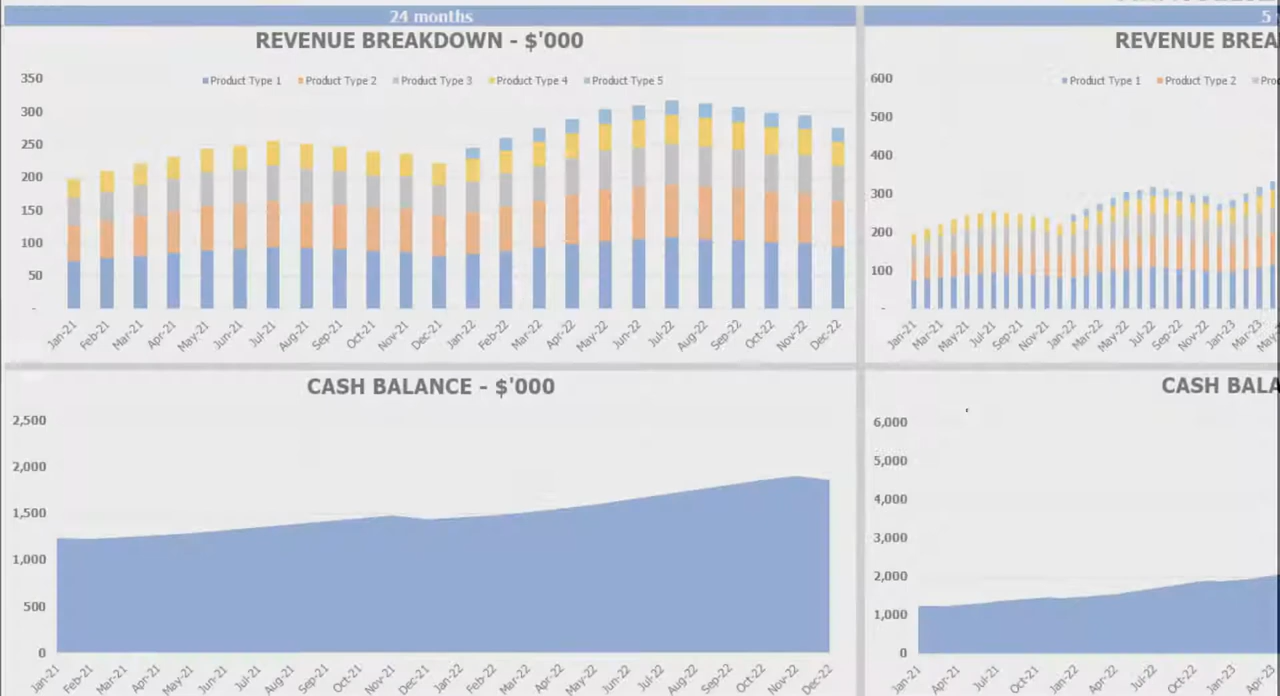 24 months
REVENUE BREAKDOWN - $'000
Product Type 1 Product Type 2 Product Type 3 Product Type 4 Product Type 5
350
300
250
200
150
100
50
-
Jan-21 Feb-21 Mar-21 Apr-21 May-21 Jun-21 Jul-21 Aug-21 Sep-21 Oct-21 Nov-21 Dec-21 Jan-22 Feb-22 Mar-22 Apr-22 May-22 Jun-22 Jul-22 Aug-22 Sep-22 Oct-22 Nov-22 Dec-22
5
REVENUE BREA
Product Type 1 Product Type 2 Proc
600
500
400
300
200
100
-
Jan-21 Mar-21 May-21 Jul-21 Sep-21 Nov-21 Jan-22 Mar-22 May-22 Jul-22 Sep-22 Nov-22 Jan-23 Mar-23 May
CASH BALANCE - $'000
2,500
2,000
1,500
1,000
500
0
Jan-21 Feb-21 Mar-21 Apr-21 May-21 Jun-21 Jul-21 Aug-21 Sep-21 Oct-21 Nov-21 Dec-21 Jan-22 Feb-22 Mar-22 Apr-22 May-22 Jun-22 Jul-22 Aug-22 Sep-22 Oct-22 Nov-22 Dec-22
CASH BALA
6,000
5,000
4,000
3,000
2,000
1,000
0
Jan-21 Apr-21 Jul-21 Oct-21 Jan-22 Apr-22 Jul-22 Oct-22 Jan-23 Apr-23